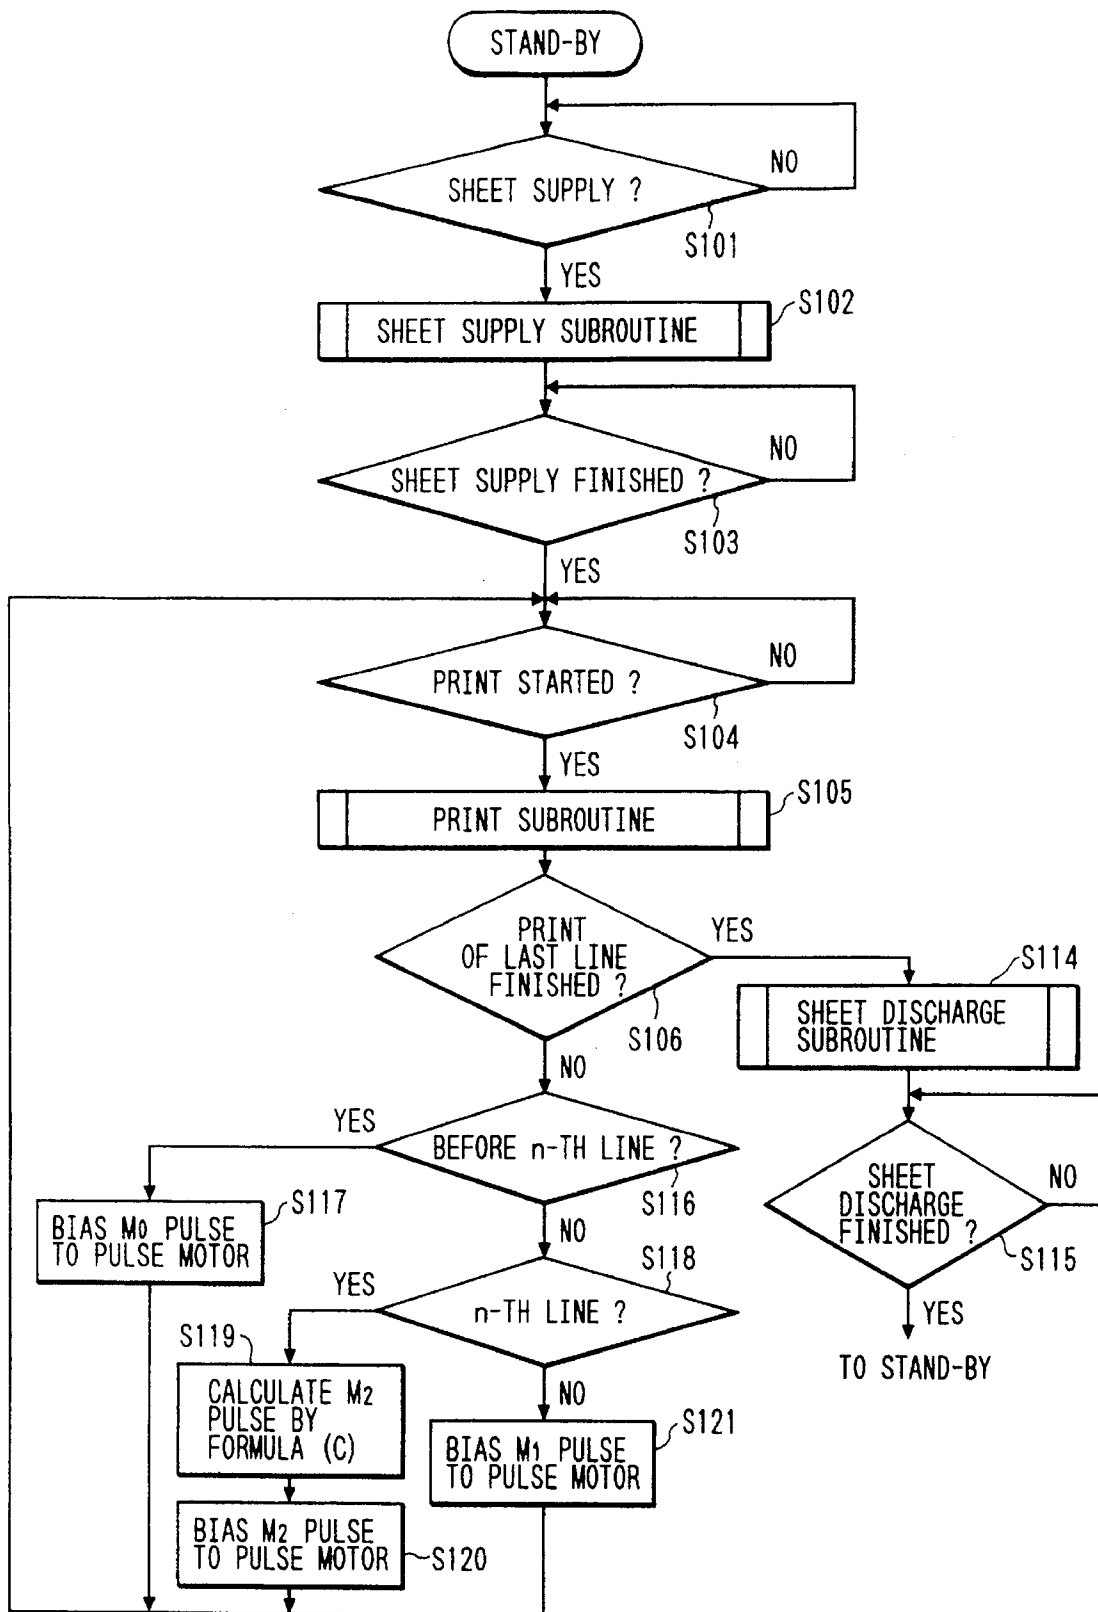 STAND-BY
NO
SHEET SUPPLY ?
S101
YES
S102
SHEET SUPPLY SUBROUTINE
NO
SHEET SUPPLY FINISHED ?
S103
YES
NO
PRINT STARTED ?
S104
YES
S105
PRINT SUBROUTINE
PRINT
OF LAST LINE
FINISHED ?
YES
S106
S114
SHEET DISCHARGE
SUBROUTINE
NO
YES
BEFORE n-TH LINE ?
S116
SHEET
DISCHARGE
FINISHED ?
NO
S115
S117
BIAS M0 PULSE
TO PULSE MOTOR
NO
S118
YES
n-TH LINE ?
YES
TO STAND-BY
S119
CALCULATE M2
PULSE BY
FORMULA (C)
NO
S121
BIAS M1 PULSE
TO PULSE MOTOR
BIAS M2 PULSE
TO PULSE MOTOR
S120